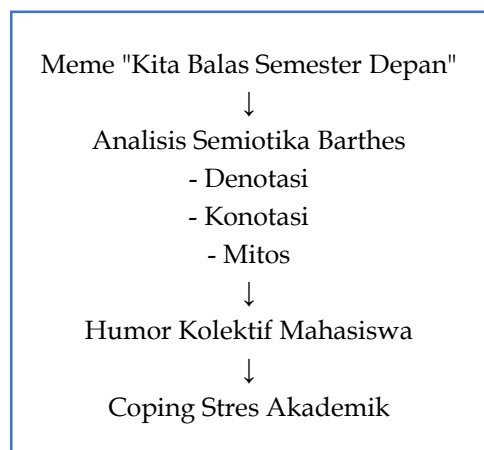 Meme "Kita Balas Semester Depan"
↓
Analisis Semiotika Barthes
- Denotasi
- Konotasi
- Mitos
↓
Humor Kolektif Mahasiswa
↓
Coping Stres Akademik